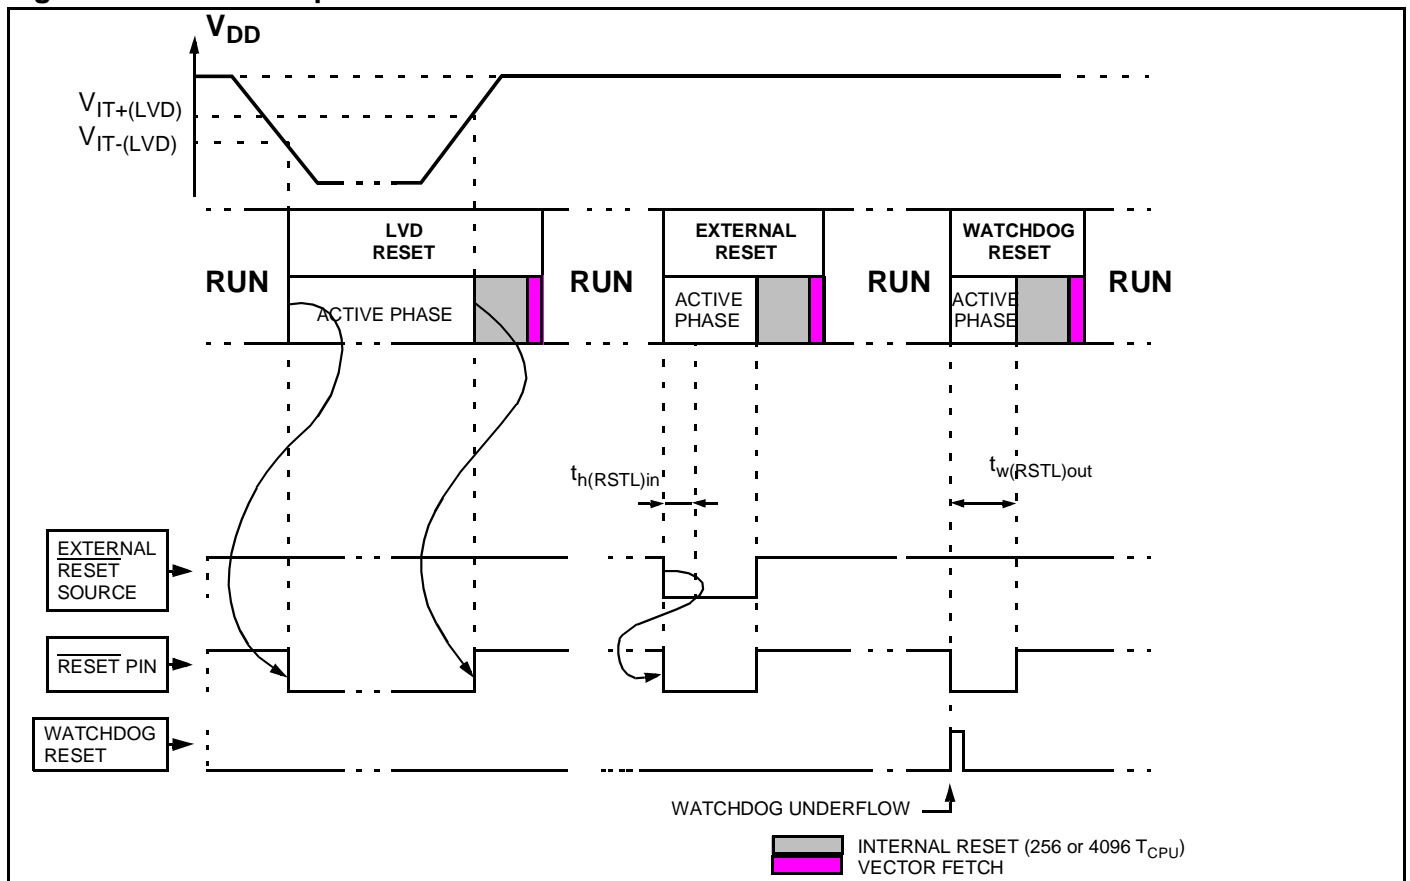 V_DD
V_IT+(LVD)
V_IT-(LVD)
LVD
RESET
EXTERNAL
RESET
WATCHDOG
RESET
RUN
RUN
RUN
RUN
ACTIVE PHASE
ACTIVE
PHASE
ACTIVE
PHASE
t_h(RSTL)in
t_w(RSTL)out
EXTERNAL
RESET
SOURCE
RESET PIN
WATCHDOG
RESET
WATCHDOG UNDERFLOW
INTERNAL RESET (256 or 4096 T_CPU)
VECTOR FETCH